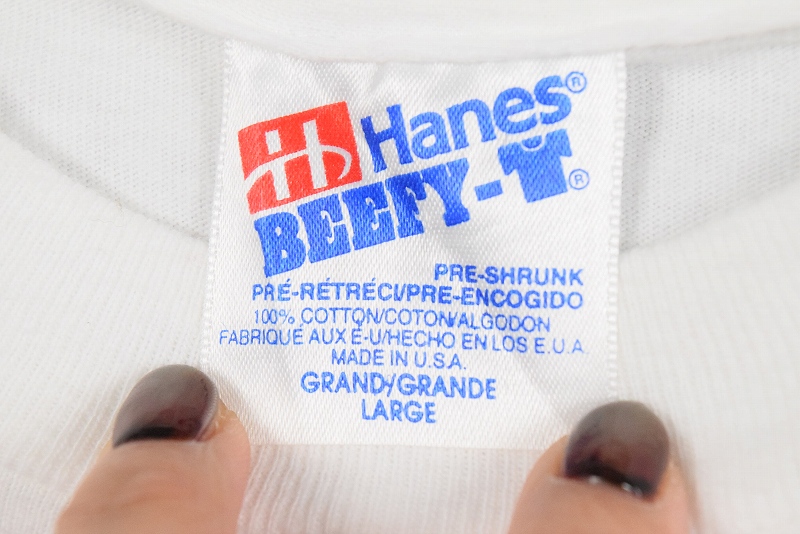 H Hanes®
BEEFY-T®
PRE-SHRUNK
PRÉ-RÉTRÉCI/PRE-ENCOGIDO
100% COTTON/COTON/ALGODON
FABRIQUÉ AUX É-U/HECHO EN LOS E.U.A.
MADE IN U.S.A.
GRAND/GRANDE
LARGE